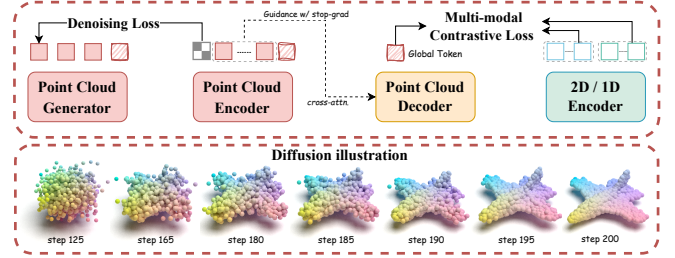 Denoising Loss
Guidance w/ stop-grad
Multi-modal
Contrastive Loss
Global Token
Point Cloud
Generator
Point Cloud
Encoder
cross-attn.
Point Cloud
Decoder
2D / 1D
Encoder
Diffusion illustration
step 125
step 165
step 180
step 185
step 190
step 195
step 200